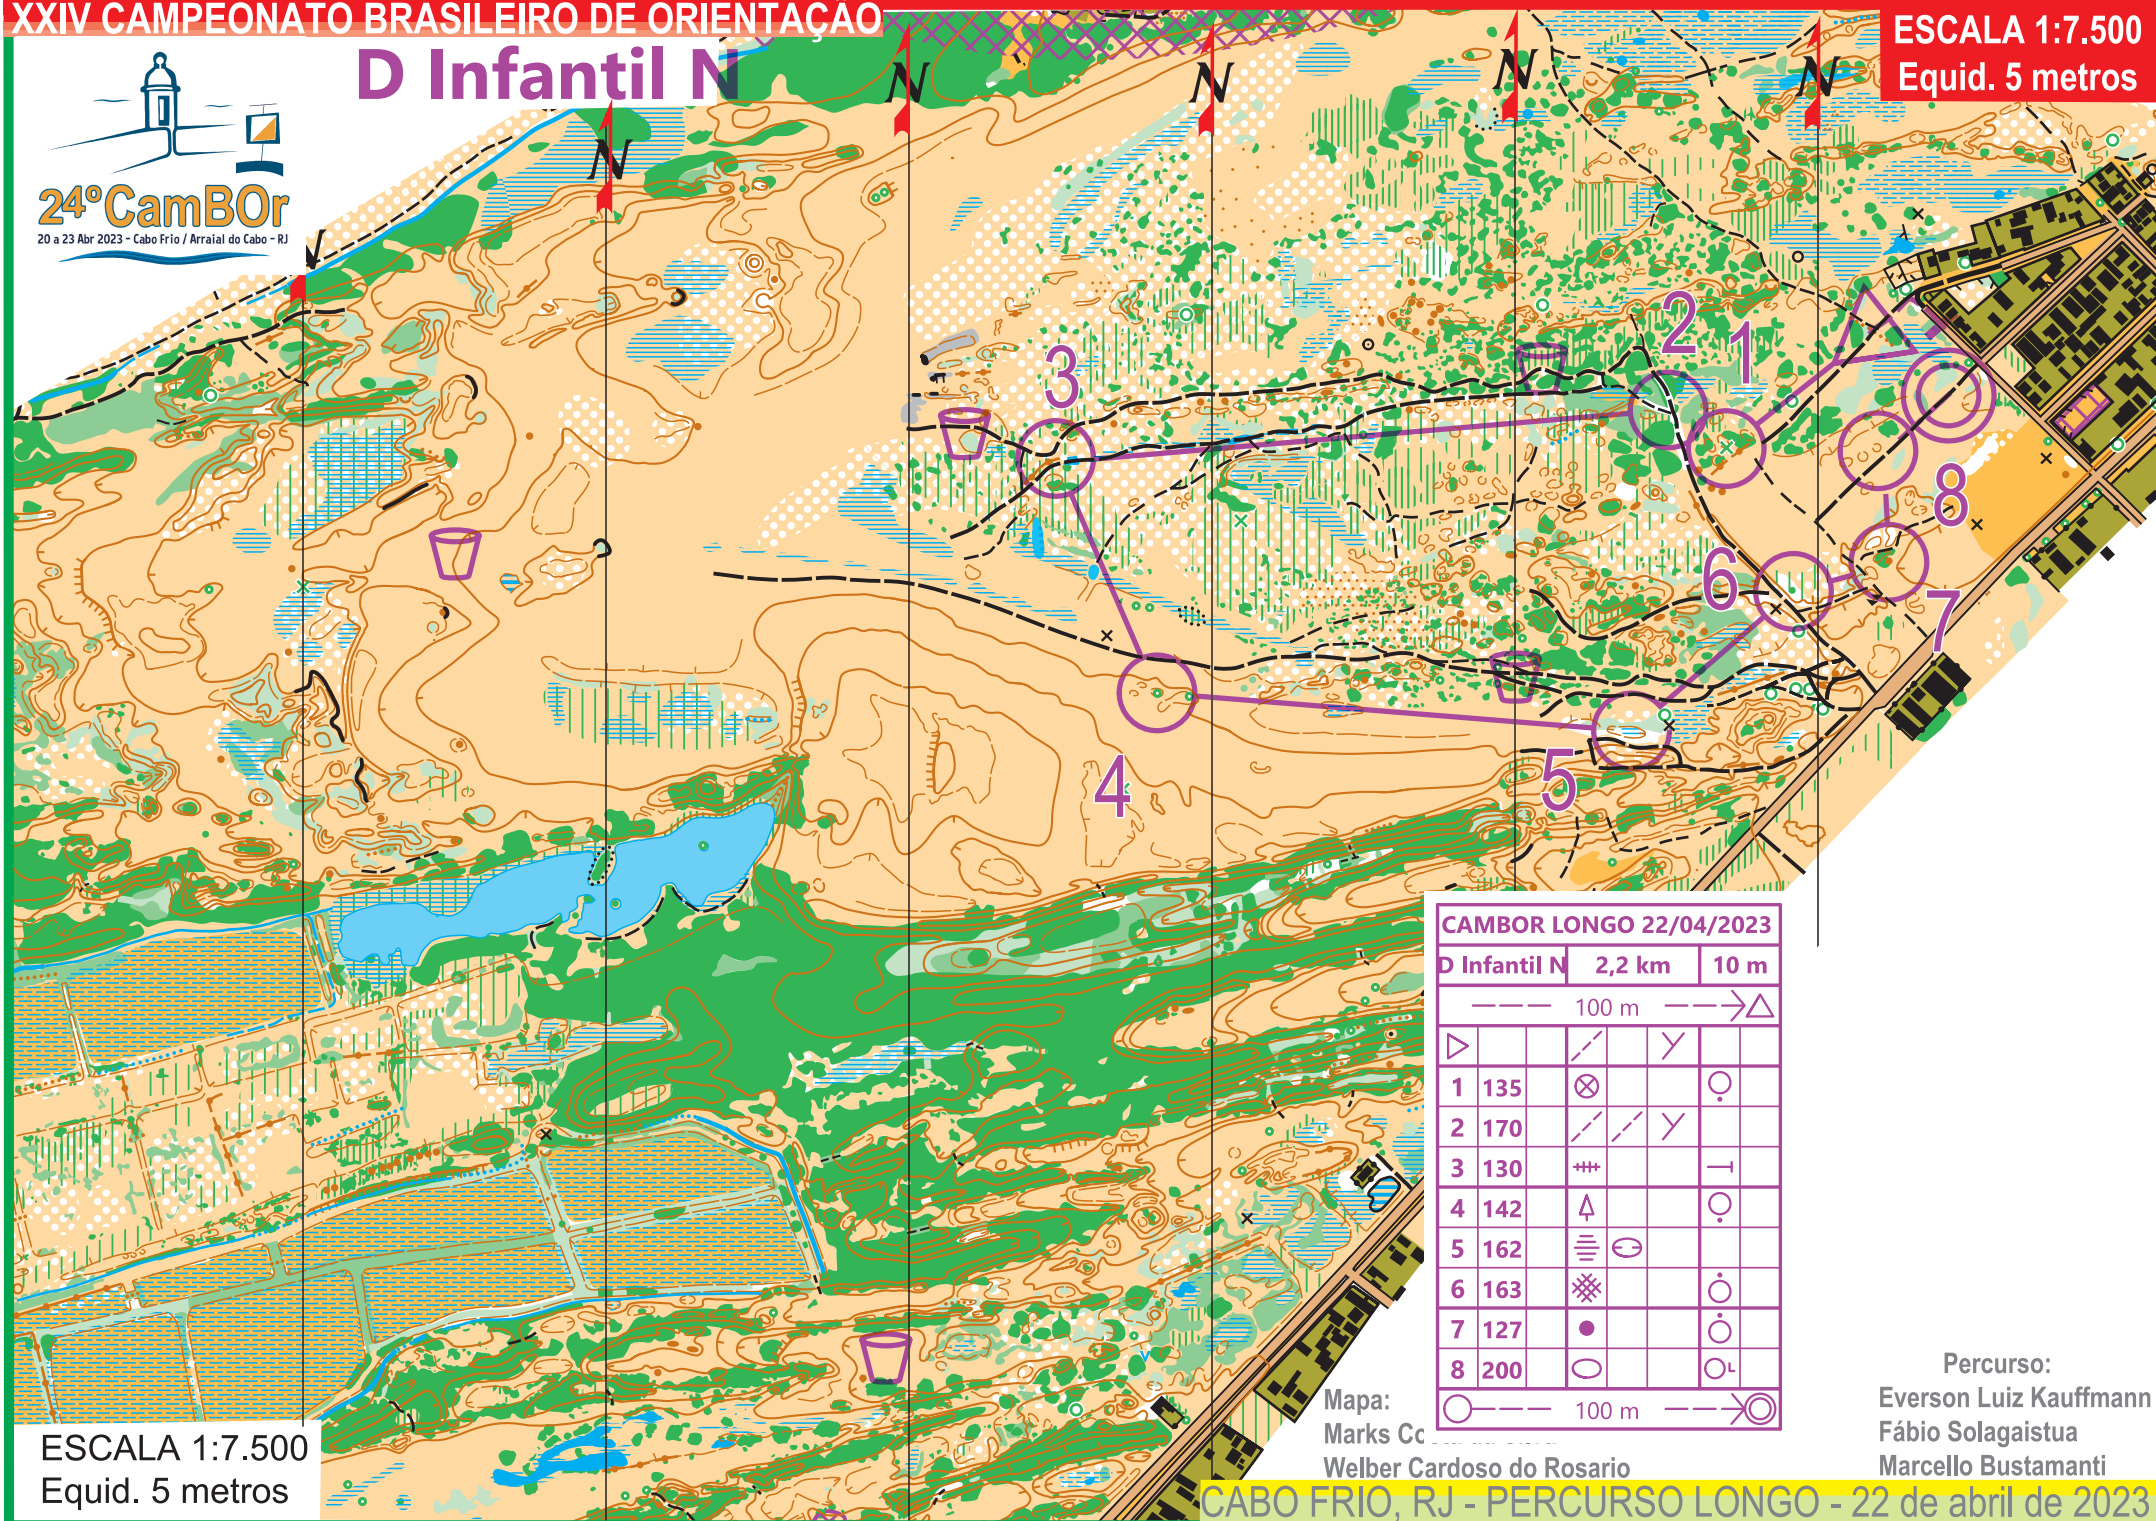 XXIV CAMPEONATO BRASILEIRO DE ORIENTAÇÃO
D Infantil N
ESCALA 1:7.500
Equid. 5 metros
24ºCamBOr
20 a 23 Abr 2023 - Cabo Frio / Arraial do Cabo - RJ
N
N
N
N
N
N
2
1
3
8
6
7
4
5
CAMBOR LONGO 22/04/2023
D Infantil N 2,2 km 10 m
100 m
1 135
2 170
3 130
4 142
5 162
6 163
7 127
8 200
100 m
ESCALA 1:7.500
Equid. 5 metros
Mapa:
Marks
Welber Cardoso do Rosario
Percurso:
Everson Luiz Kauffmann
Fábio Solagaistua
Marcello Bustamanti
CABO FRIO, RJ - PERCURSO LONGO - 22 de abril de 2023